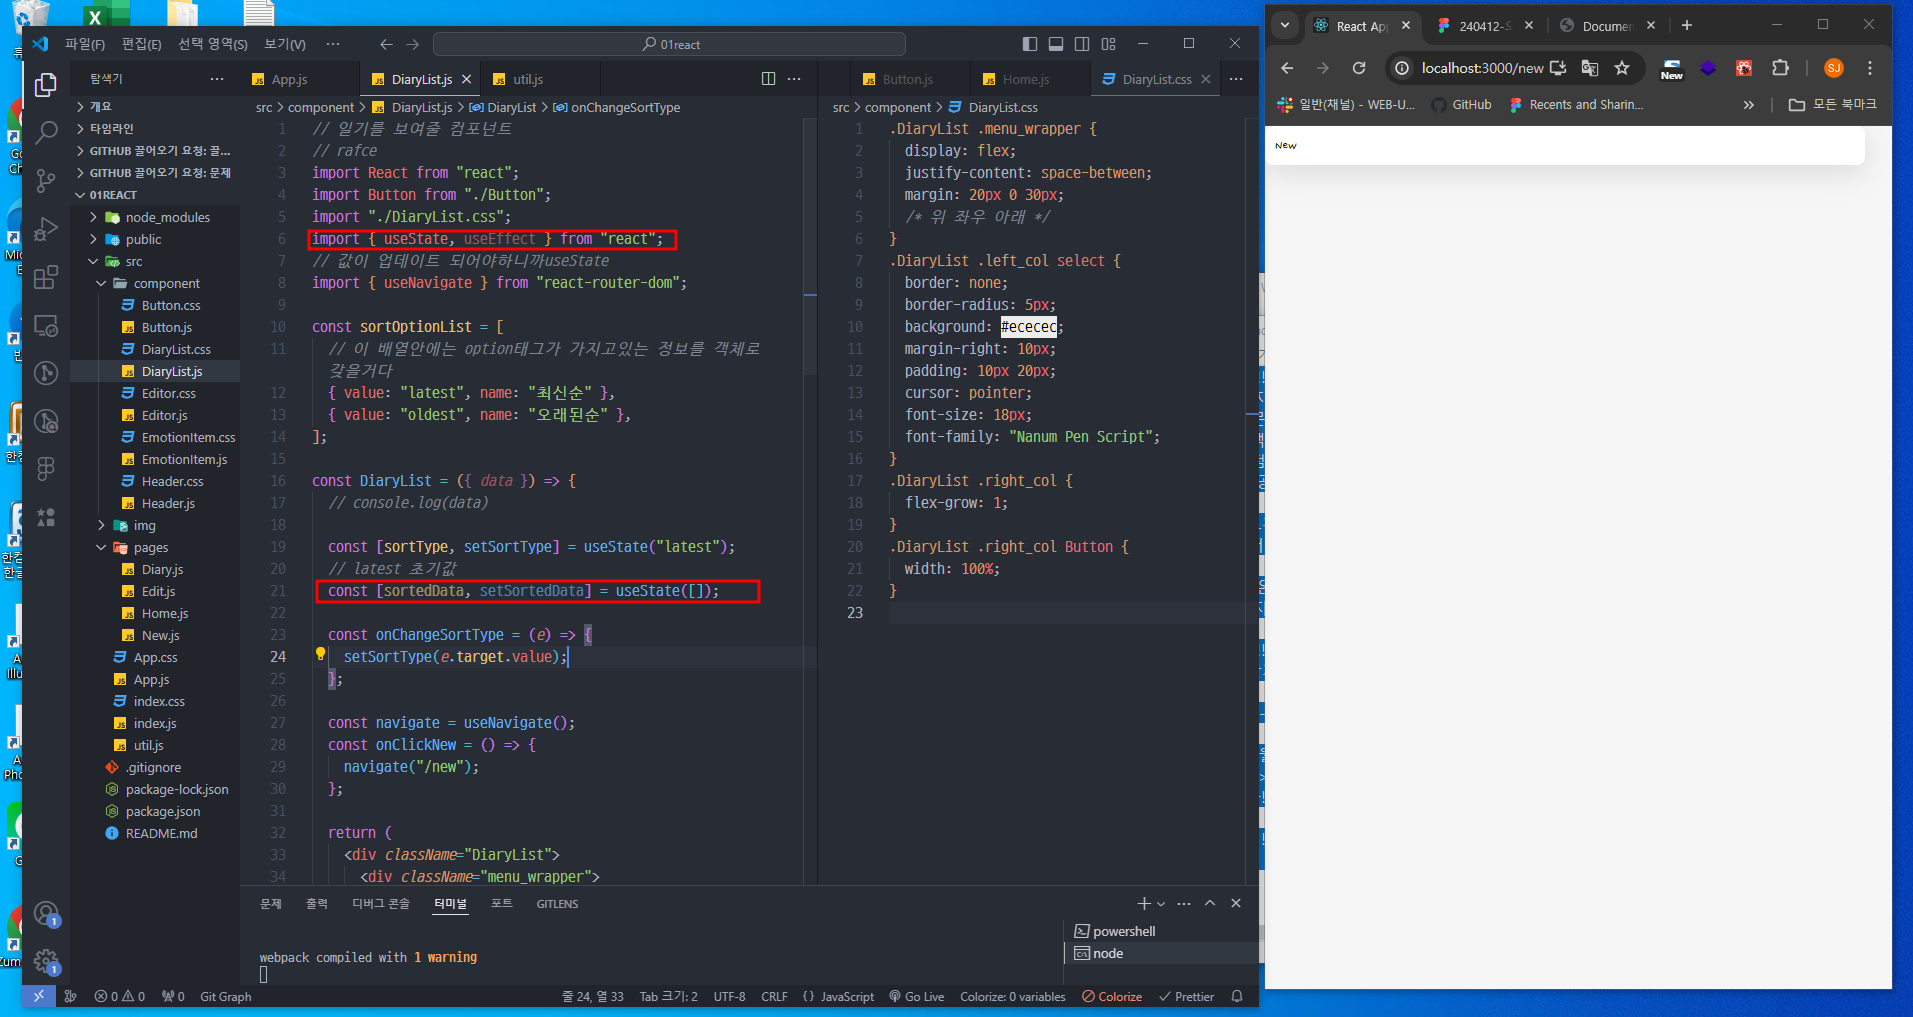 파일(F) 편집(E) 선택 영역(S) 보기(V) ··· 01react
탐색기
개요
타임라인
GITHUB 끌어오기 요청: 끌...
GITHUB 끌어오기 요청: 문제
01REACT
node_modules
public
src
component
Button.css
Button.js
DiaryList.css
DiaryList.js
Editor.css
Editor.js
EmotionItem.css
EmotionItem.js
Header.css
Header.js
img
pages
Diary.js
Edit.js
Home.js
New.js
App.css
App.js
index.css
index.js
util.js
.gitignore
package-lock.json
package.json
README.md
App.js DiaryList.js util.js
src > component > DiaryList.js > DiaryList > onChangeSortType
1 // 일기를 보여줄 컴포넌트
2 // rafce
3 import React from "react";
4 import Button from "./Button";
5 import "./DiaryList.css";
6 import { useState, useEffect } from "react";
7 // 값이 업데이트 되어야하니까useState
8 import { useNavigate } from "react-router-dom";
9
10 const sortOptionList = [
11 // 이 배열안에는 option태그가 가지고있는 정보를 객체로
갖을거다
12 { value: "latest", name: "최신순" },
13 { value: "oldest", name: "오래된순" },
14 ];
15
16 const DiaryList = ({ data }) => {
17 // console.log(data)
18
19 const [sortType, setSortType] = useState("latest");
20 // latest 초기값
21 const [sortedData, setSortedData] = useState([]);
22
23 const onChangeSortType = (e) => {
24 setSortType(e.target.value);
25 };
26
27 const navigate = useNavigate();
28 const onClickNew = () => {
29 navigate("/new");
30 };
31
32 return (
33 <div className="DiaryList">
34 <div className="menu_wrapper">
Button.js Home.js DiaryList.css
src > component > DiaryList.css
1 .DiaryList .menu_wrapper {
2 display: flex;
3 justify-content: space-between;
4 margin: 20px 0 30px;
5 /* 위 좌우 아래 */
6 }
7 .DiaryList .left_col select {
8 border: none;
9 border-radius: 5px;
10 background: #ececec;
11 margin-right: 10px;
12 padding: 10px 20px;
13 cursor: pointer;
14 font-size: 18px;
15 font-family: "Nanum Pen Script";
16 }
17 .DiaryList .right_col {
18 flex-grow: 1;
19 }
20 .DiaryList .right_col Button {
21 width: 100%;
22 }
23
문제 출력 디버그 콘솔 터미널 포트 GITLENS
webpack compiled with 1 warning
powershell
node
1
1
0 0 0 Git Graph 줄 24, 열 33 Tab 크기: 2 UTF-8 CRLF {} JavaScript Go Live Colorize: 0 variables Colorize Prettier
React Ap 240412-S Documen
localhost:3000/new New SJ
일반(채널) - WEB-U... GitHub Recents and Sharin... » 모든 북마크
New